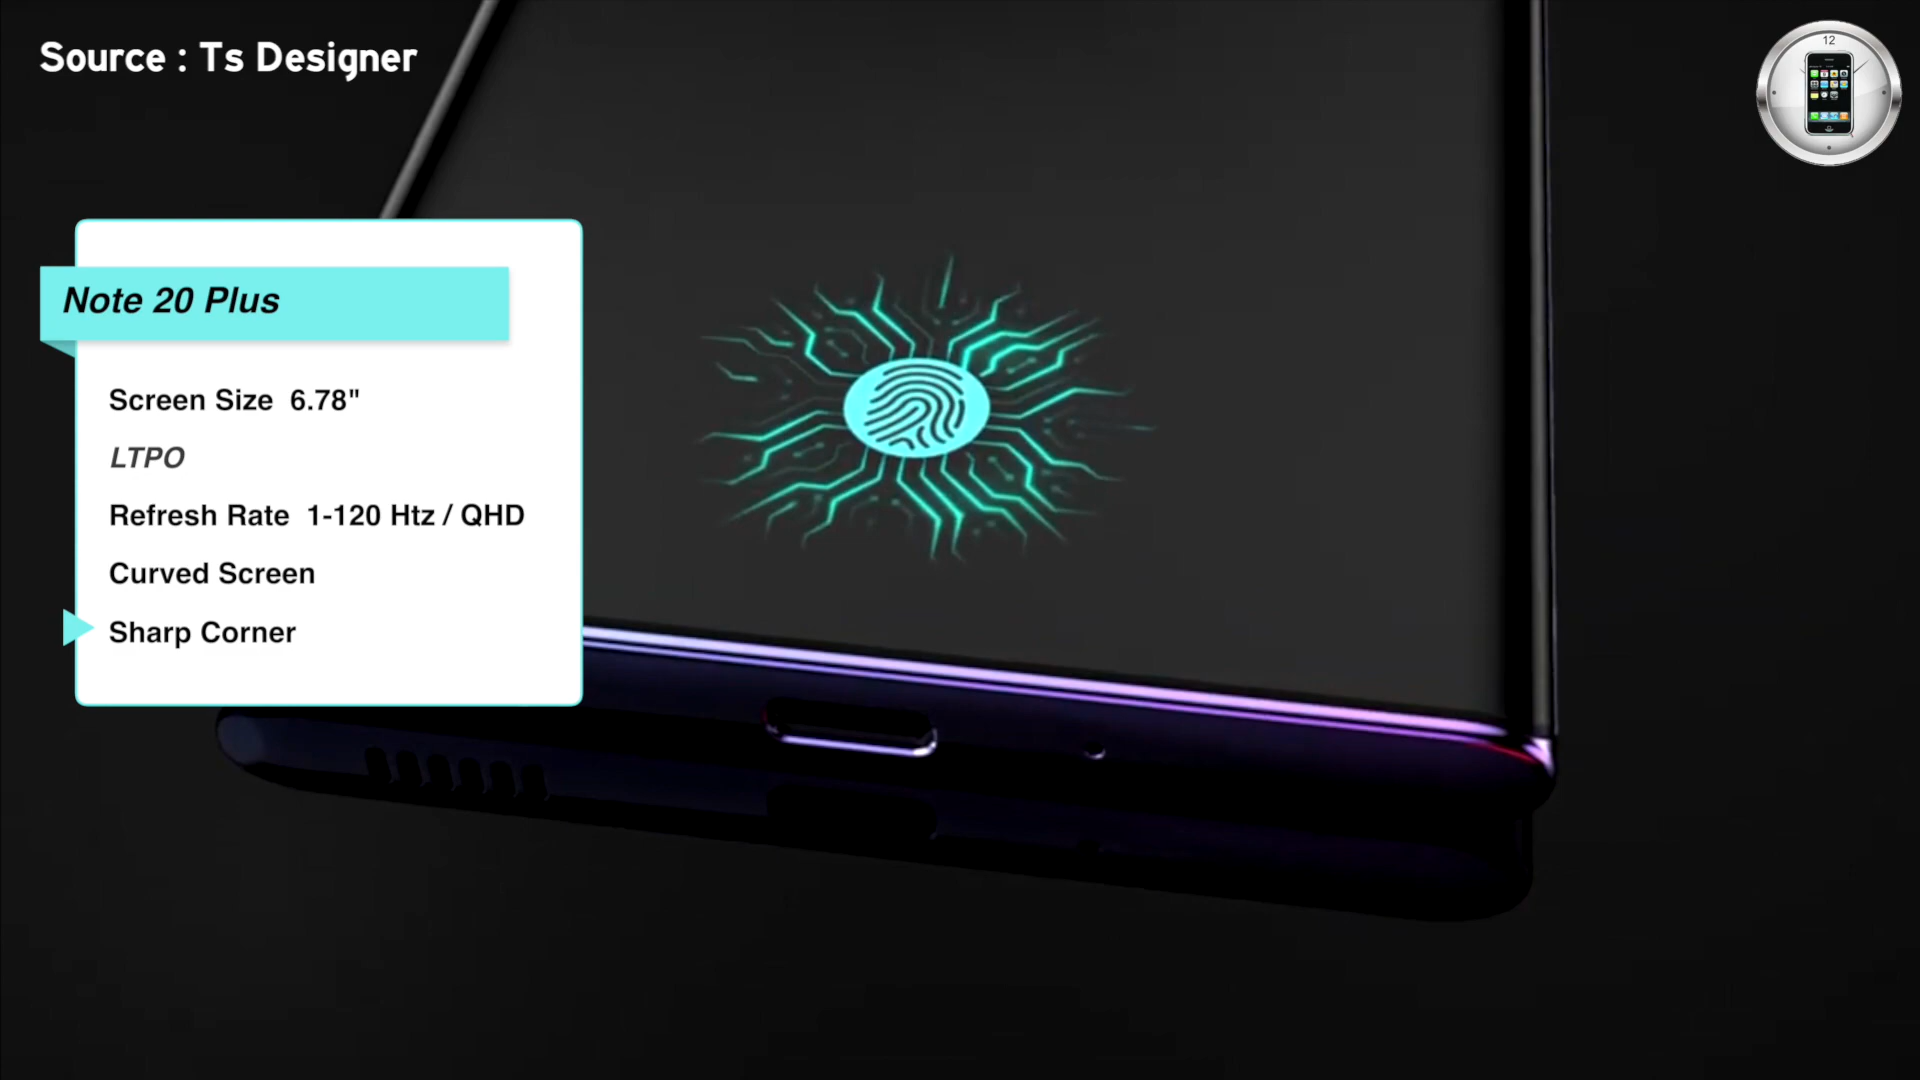 Source : Ts Designer
12
Note 20 Plus
Screen Size 6.78"
LTPO
Refresh Rate 1-120 Htz / QHD
Curved Screen
Sharp Corner